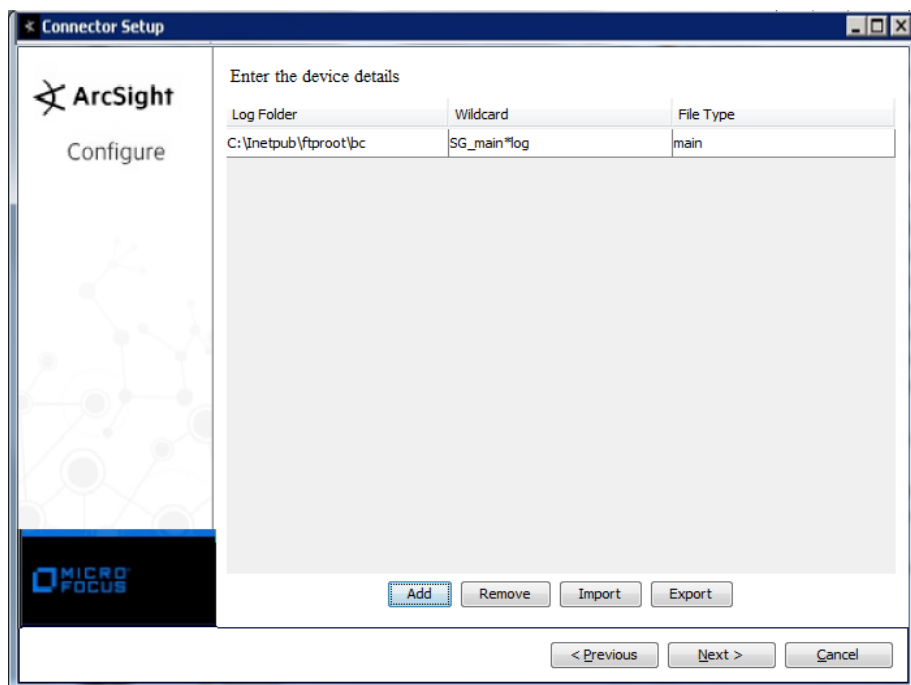 Connector Setup
ArcSight
Configure
Enter the device details
Log Folder Wildcard File Type
C:\Inetpub\ftproot\bc SG_main*log main
MICRO
FOCUS
Add Remove Import Export
< Previous Next > Cancel